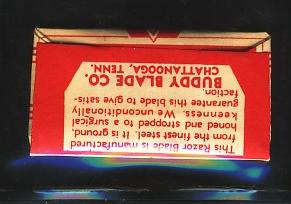 This Razor Blade is manufactured
from the finest steel. It is ground,
honed and stropped to a surgical
keenness. We unconditionally
guarantee this blade to give satis-
faction.
BUDDY BLADE CO.
CHATTANOOGA, TENN.